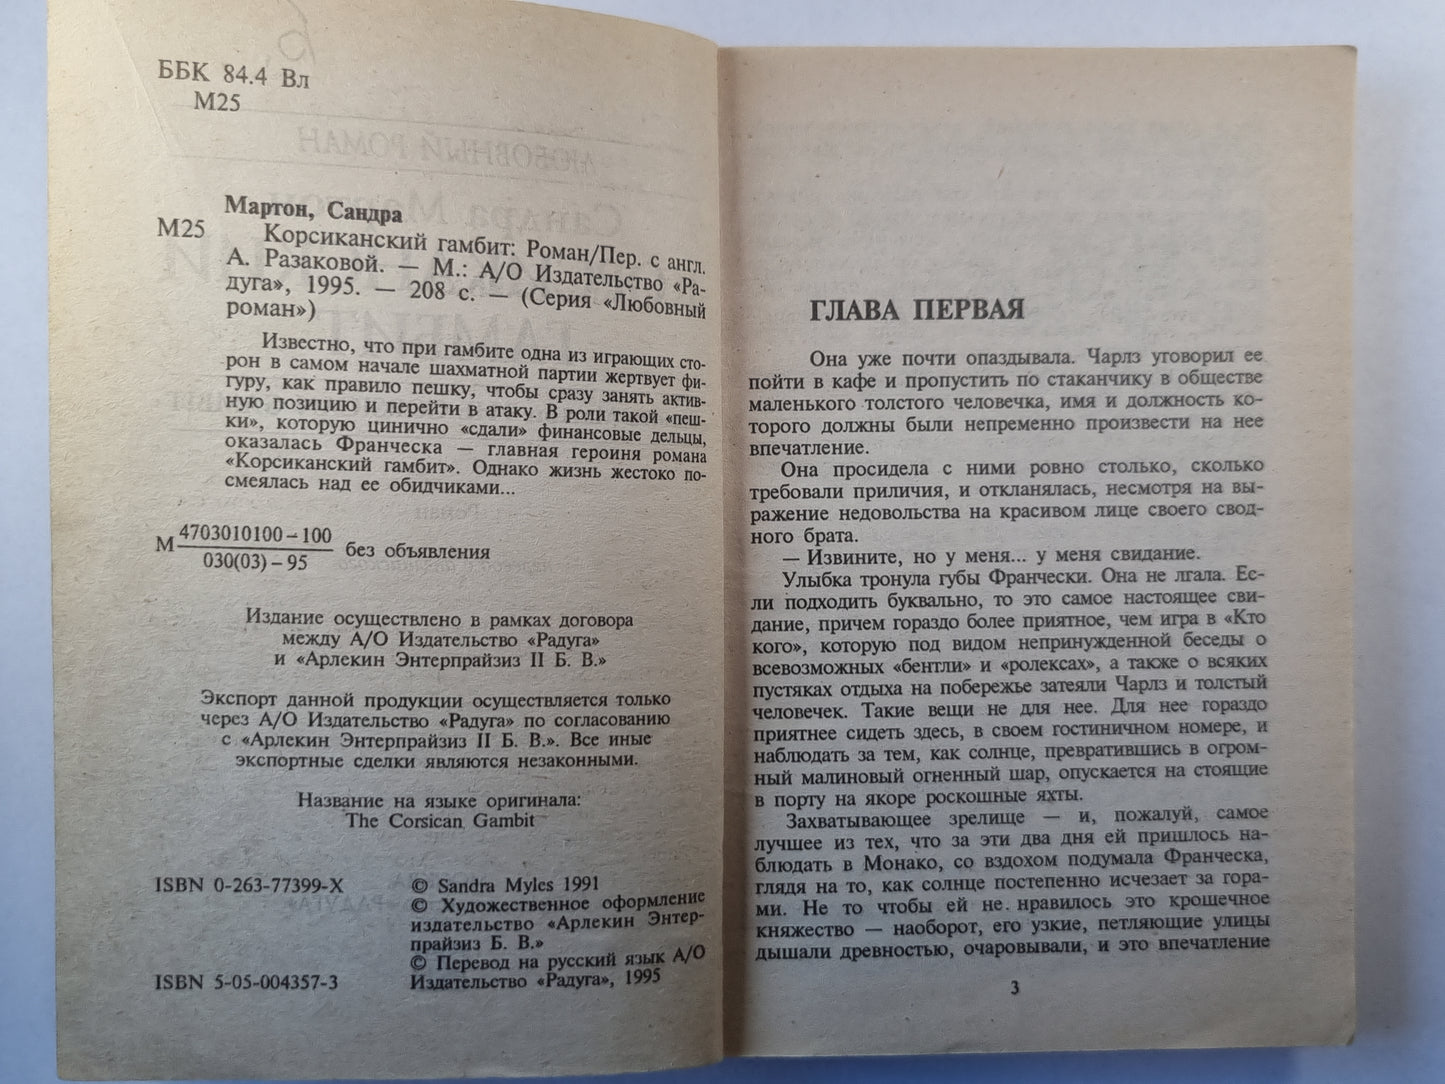 ББК 84.4 Вл
М25
Мартон, Сандра
М25
Корсиканский гамбит: Роман/Пер. с англ.
А. Разаковой. — М.: А/О Издательство «Ра-
дуга», 1995. — 208 с. — (Серия «Любовный
роман»)
Известно, что при гамбите одна из играющих сто-
рон в самом начале шахматной партии жертвует фи-
гуру, как правило пешку, чтобы сразу занять актив-
ную позицию и перейти в атаку. В роли такой «пеш-
ки», которую цинично «сдали» финансовые дельцы,
оказалась Франческа — главная героиня романа
«Корсиканский гамбит». Однако жизнь жестоко по-
смеялась над ее обидчиками...
М 4703010100-100
030(03)-95 без объявления
Издание осуществлено в рамках договора
между А/О Издательство «Радуга»
и «Арлекин Энтерпрайзиз II Б. В.»
Экспорт данной продукции осуществляется только
через А/О Издательство «Радуга» по согласованию
с «Арлекин Энтерпрайзиз II Б. В.». Все иные
экспортные сделки являются незаконными.
Название на языке оригинала:
The Corsican Gambit
ISBN 0-263-77399-X
© Sandra Myles 1991
© Художественное оформление
издательство «Арлекин Энтер-
прайзиз Б. В.»
© Перевод на русский язык А/О
ISBN 5-05-004357-3
Издательство «Радуга», 1995
ГЛАВА ПЕРВАЯ
Она уже почти опаздывала. Чарлз уговорил ее
пойти в кафе и пропустить по стаканчику в обществе
маленького толстого человечка, имя и должность ко-
торого должны были непременно произвести на нее
впечатление.
Она просидела с ними ровно столько, сколько
требовали приличия, и откланялась, несмотря на вы-
ражение недовольства на красивом лице своего свод-
ного брата.
— Извините, но у меня... у меня свидание.
Улыбка тронула губы Франчески. Она не лгала. Ес-
ли подходить буквально, то это самое настоящее сви-
дание, причем гораздо более приятное, чем игра в «Кто
кого», которую под видом непринужденной беседы о
всевозможных «бентли» и «ролексах», а также о всяких
пустяках отдыха на побережье затеяли Чарлз и толстый
человечек. Такие вещи не для нее. Для нее гораздо
приятнее сидеть здесь, в своем гостиничном номере, и
наблюдать за тем, как солнце, превратившись в огром-
ный малиновый огненный шар, опускается на стоящие
в порту на якоре роскошные яхты.
Захватывающее зрелище — и, пожалуй, самое
лучшее из тех, что за эти два дня ей пришлось на-
блюдать в Монако, со вздохом подумала Франческа,
глядя на то, как солнце постепенно исчезает за гора-
ми. Не то чтобы ей не нравилось это крошечное
княжество — наоборот, его узкие, петляющие улицы
дышали древностью, очаровывали, и это впечатление
3